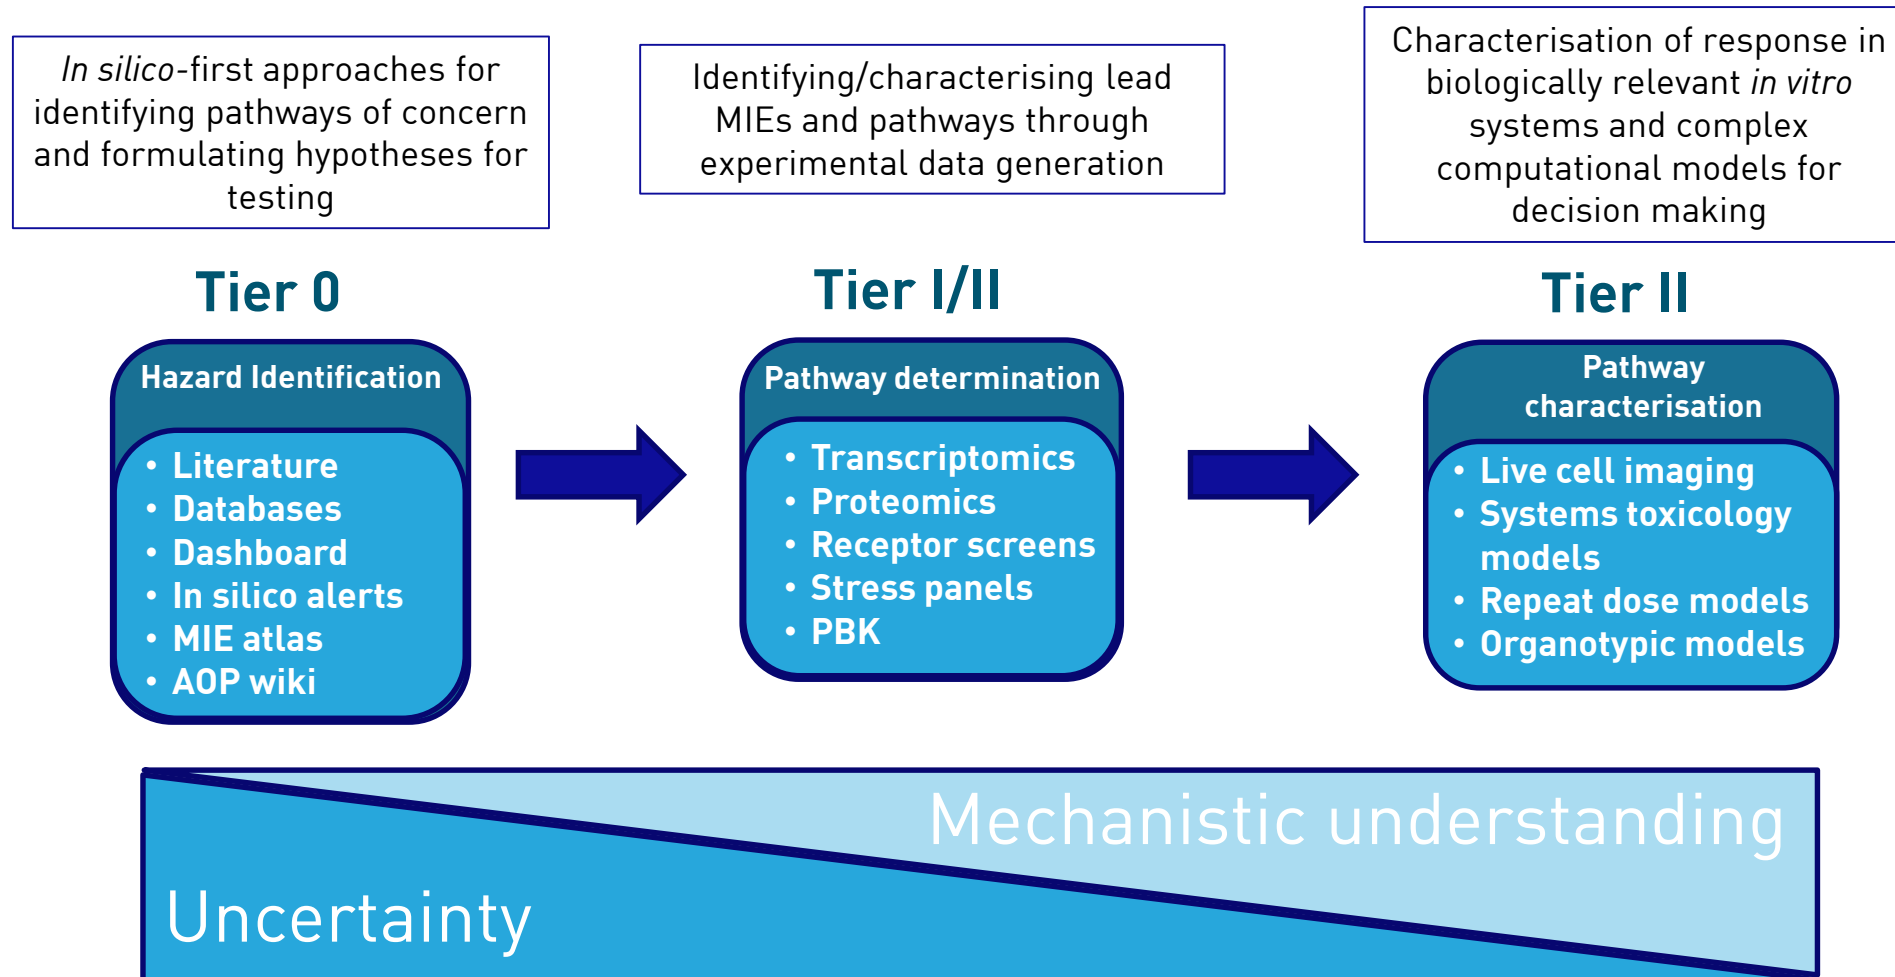 In silico-first approaches for
identifying pathways of concern
and formulating hypotheses for
testing
Identifying/characterising lead
MIEs and pathways through
experimental data generation
Characterisation of response in
biologically relevant in vitro
systems and complex
computational models for
decision making
Tier 0
Tier I/II
Tier II
Hazard Identification
• Literature
• Databases
• Dashboard
• In silico alerts
• MIE atlas
• AOP wiki
Pathway determination
• Transcriptomics
• Proteomics
• Receptor screens
• Stress panels
• PBK
Pathway
characterisation
• Live cell imaging
• Systems toxicology
models
• Repeat dose models
• Organotypic models
Mechanistic understanding
Uncertainty